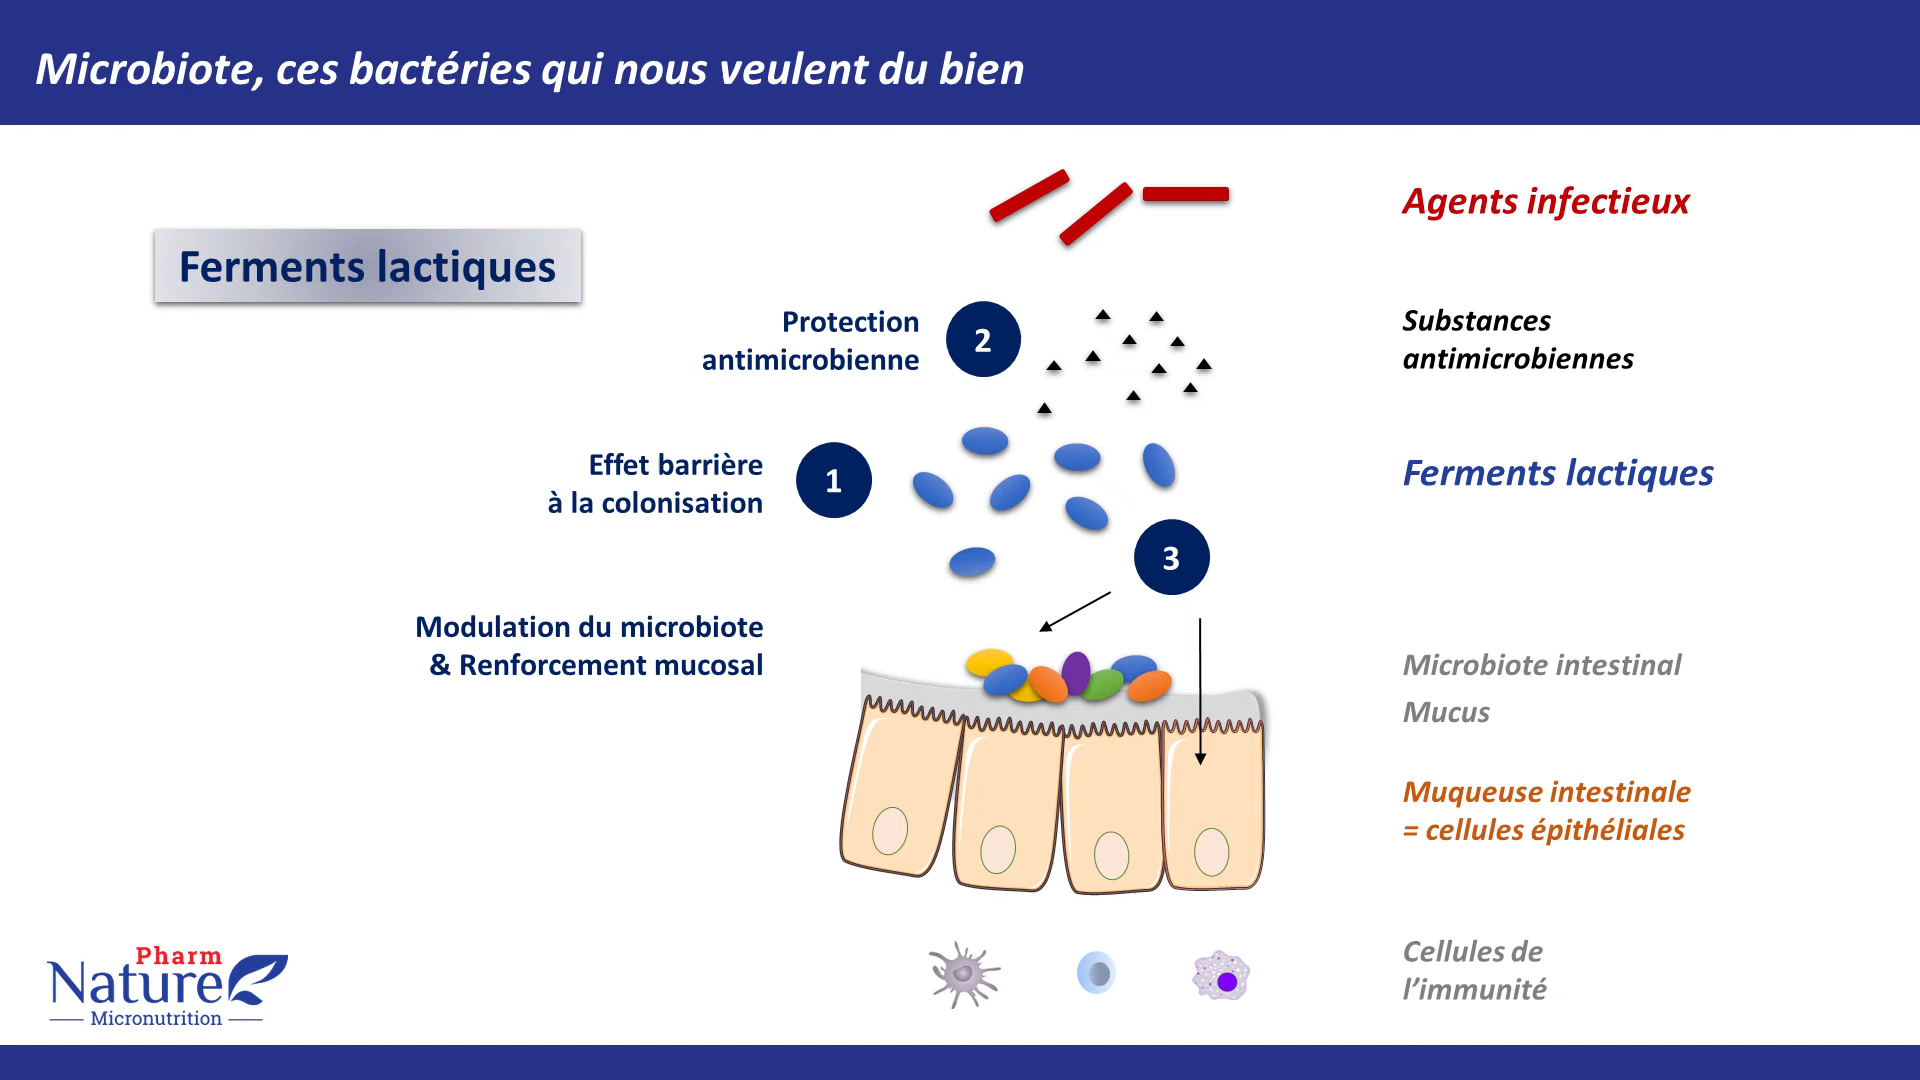 Microbiote, ces bactéries qui nous veulent du bien
Ferments lactiques
Agents infectieux
Protection
antimicrobienne
2
Substances
antimicrobiennes
Effet barrière
à la colonisation
1
Ferments lactiques
3
Modulation du microbiote
& Renforcement mucosal
Microbiote intestinal
Mucus
Muqueuse intestinale
= cellules épithéliales
Cellules de
l’immunité
Pharm
Nature
Micronutrition